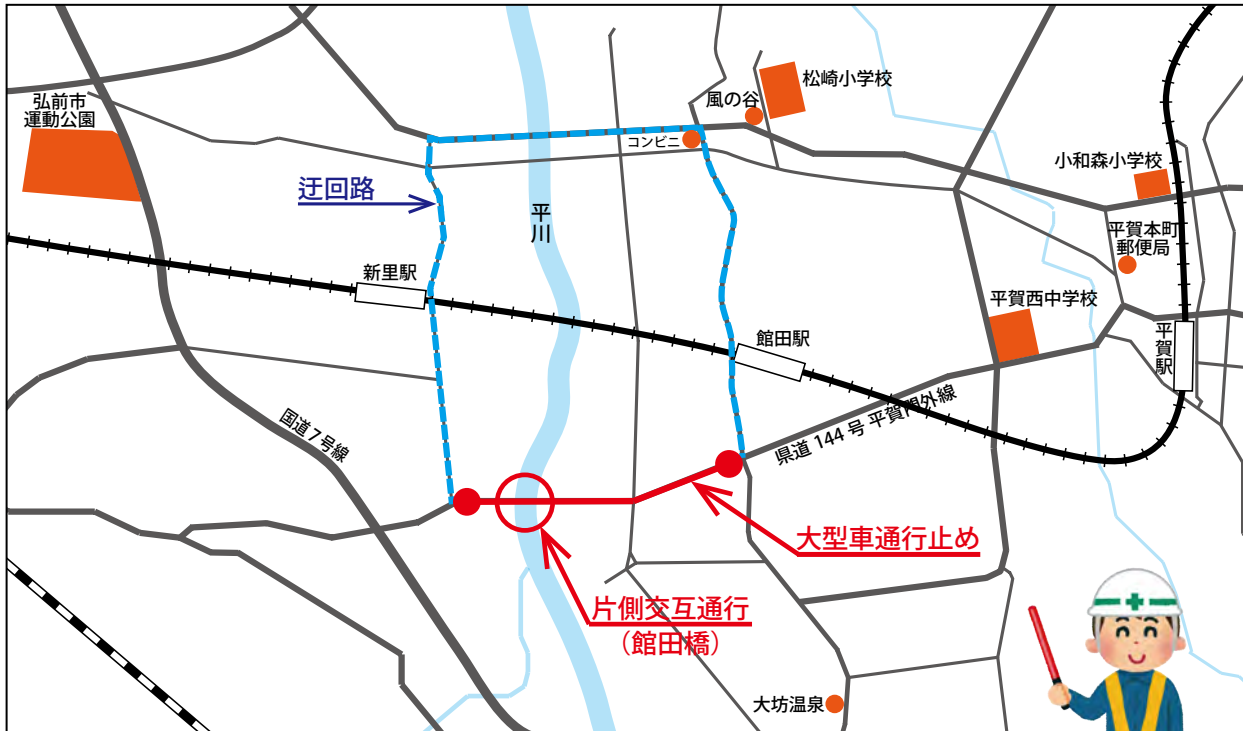 弘前市
運動公園
松崎小学校
風の谷
コンビニ
小和森小学校
迂回路
平川
平賀本町
郵便局
新里駅
平賀西中学校
館田駅
平賀駅
県道 144 号 平賀門外線
国道7号線
大型車通行止め
片側交互通行
（館田橋）
大坊温泉